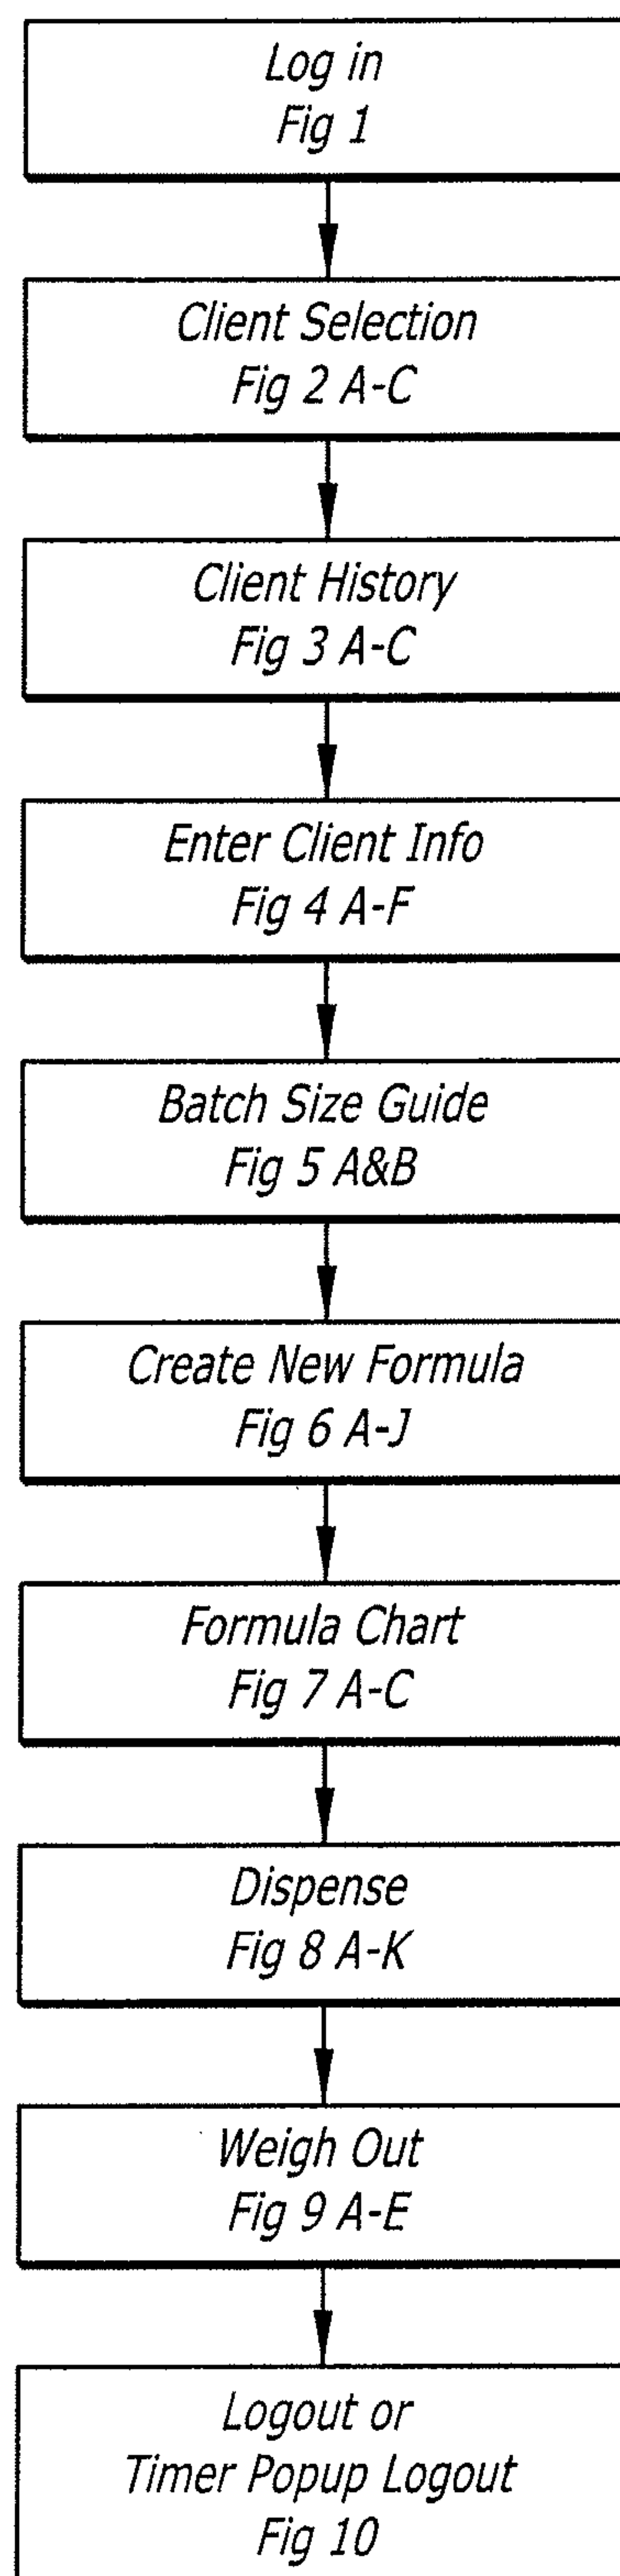 Log in
Fig 1
Client Selection
Fig 2 A-C
Client History
Fig 3 A-C
Enter Client Info
Fig 4 A-F
Batch Size Guide
Fig 5 A&B
Create New Formula
Fig 6 A-J
Formula Chart
Fig 7 A-C
Dispense
Fig 8 A-K
Weigh Out
Fig 9 A-E
Logout or
Timer Popup Logout
Fig 10